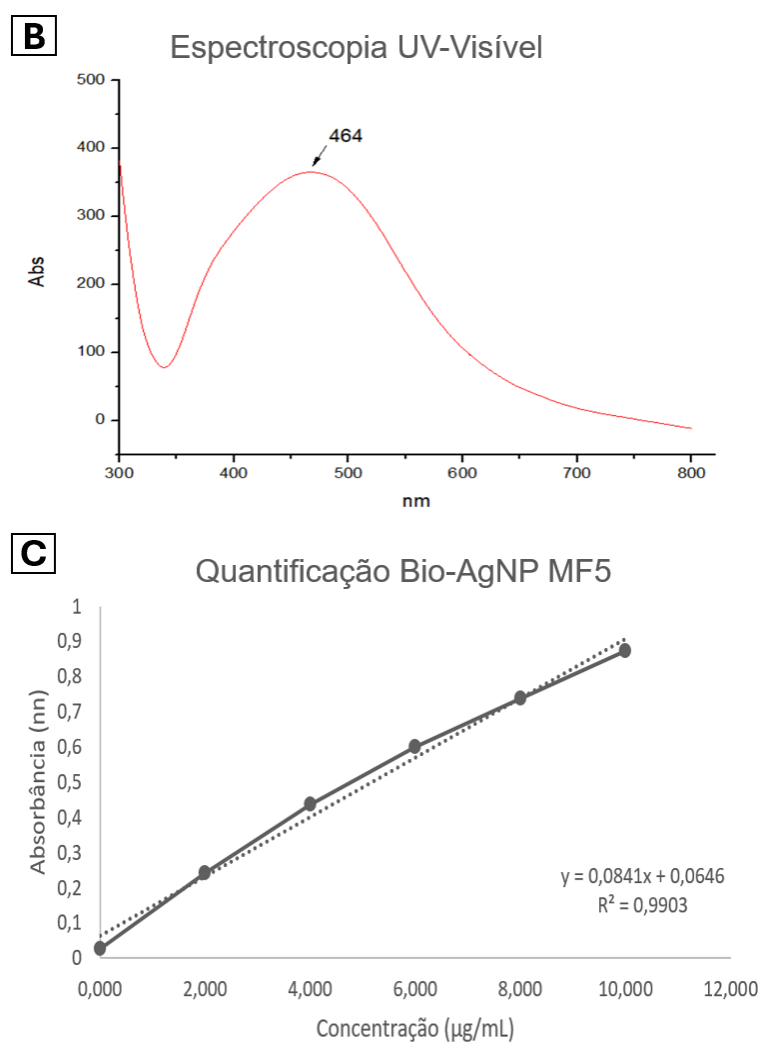 B
Espectroscopia UV-Visível
500
464
400
300
Abs
200
100
0
300 400 500 600 700 800
nm
C
Quantificação Bio-AgNP MF5
1
0,9
0,8
0,7
0,6
0,5
0,4
0,3
0,2
0,1
0
Absorbância (nn)
y = 0,0841x + 0,0646
R² = 0,9903
0,000 2,000 4,000 6,000 8,000 10,000 12,000
Concentração (µg/mL)